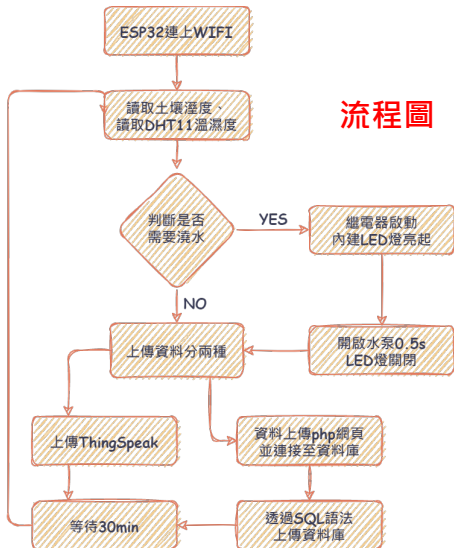 ESP32連上WIFI
流程圖
讀取土壤溼度、
讀取DHT11溫濕度
判斷是否
需要澆水
YES
繼電器啟動
內建LED燈亮起
NO
開啟水泵0.5s
LED燈關閉
上傳資料分兩種
上傳ThingSpeak
資料上傳php網頁
並連接至資料庫
等待30min
透過SQL語法
上傳資料庫